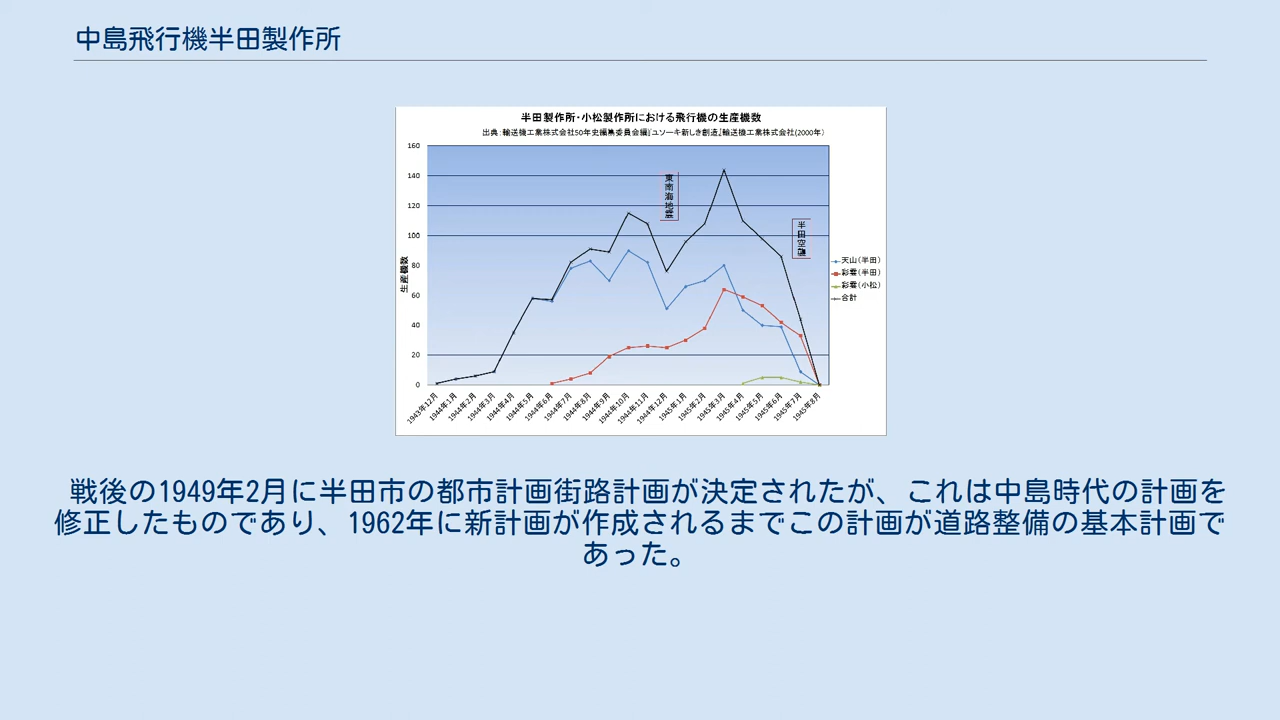 中島飛行機半田製作所
半田製作所・小松製作所における飛行機の生産機数
出典：輸送機工業株式会社50年史編集委員会編『ユソーキ新しき創造』輸送機工業株式会社(2000年)
160
140
120
100
80
60
40
20
0
生産機数
東南海地震
半田空襲
天山（半田）
彩雲（半田）
彩雲（小松）
合計
1943年12月
1944年1月
1944年2月
1944年3月
1944年4月
1944年5月
1944年6月
1944年7月
1944年8月
1944年9月
1944年10月
1944年11月
1944年12月
1945年1月
1945年2月
1945年3月
1945年4月
1945年5月
1945年6月
1945年7月
1945年8月
戦後の1949年2月に半田市の都市計画街路計画が決定されたが、これは中島時代の計画を
修正したものであり、1962年に新計画が作成されるまでこの計画が道路整備の基本計画で
あった。